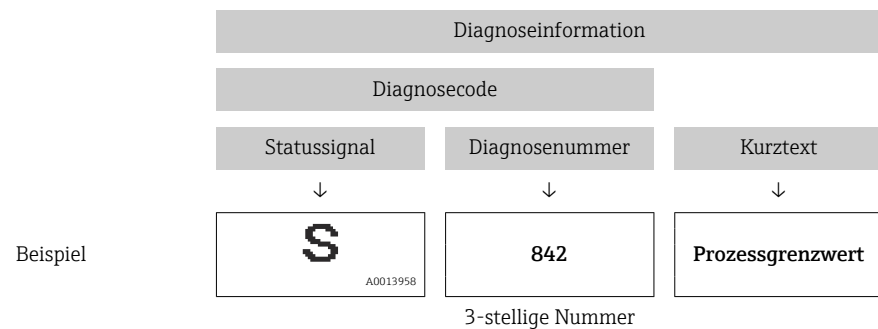 Diagnoseinformation
Diagnosecode
Statussignal Diagnosenummer Kurztext
↓ ↓ ↓
Beispiel S 842 Prozessgrenzwert
A0013958
3-stellige Nummer